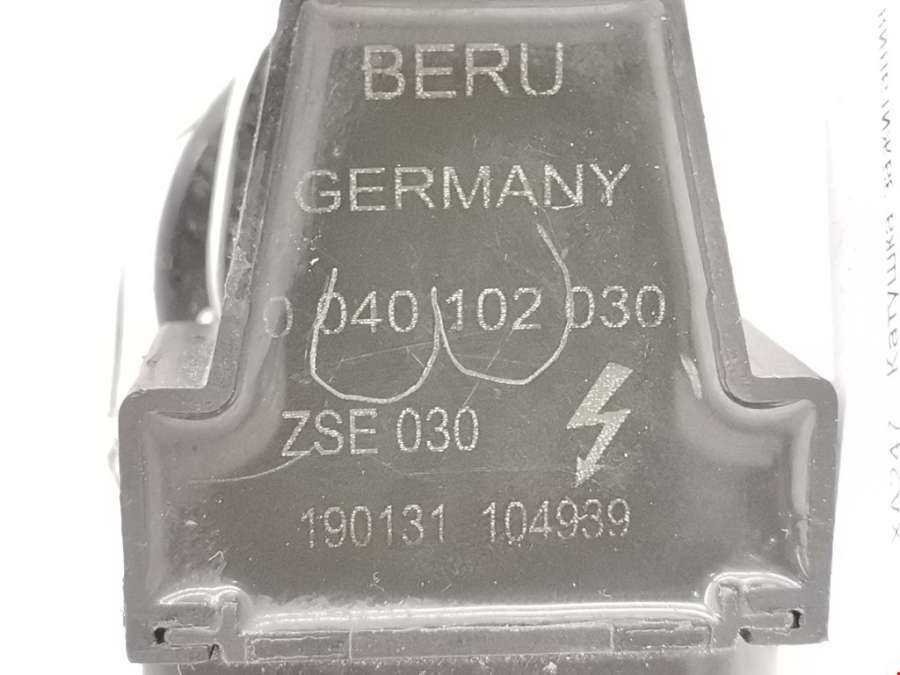 BERU
GERMANY
0 040 102 030
ZSE 030
190131 104939